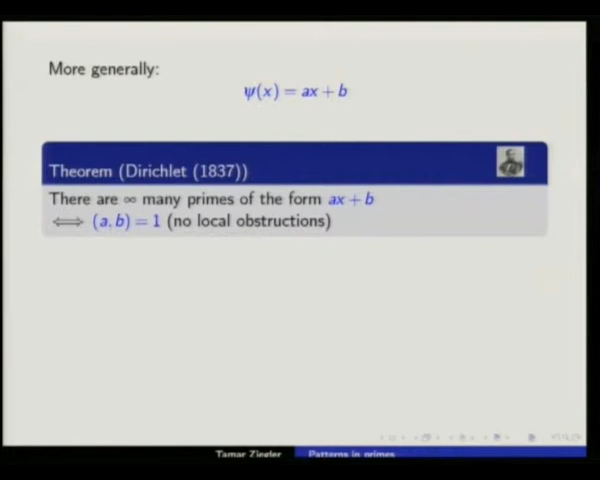 More generally:
ψ(x) = ax + b
Theorem (Dirichlet (1837))
There are ∞ many primes of the form ax + b
⟺ (a, b) = 1 (no local obstructions)
Tamar Ziegler Patterns in primes